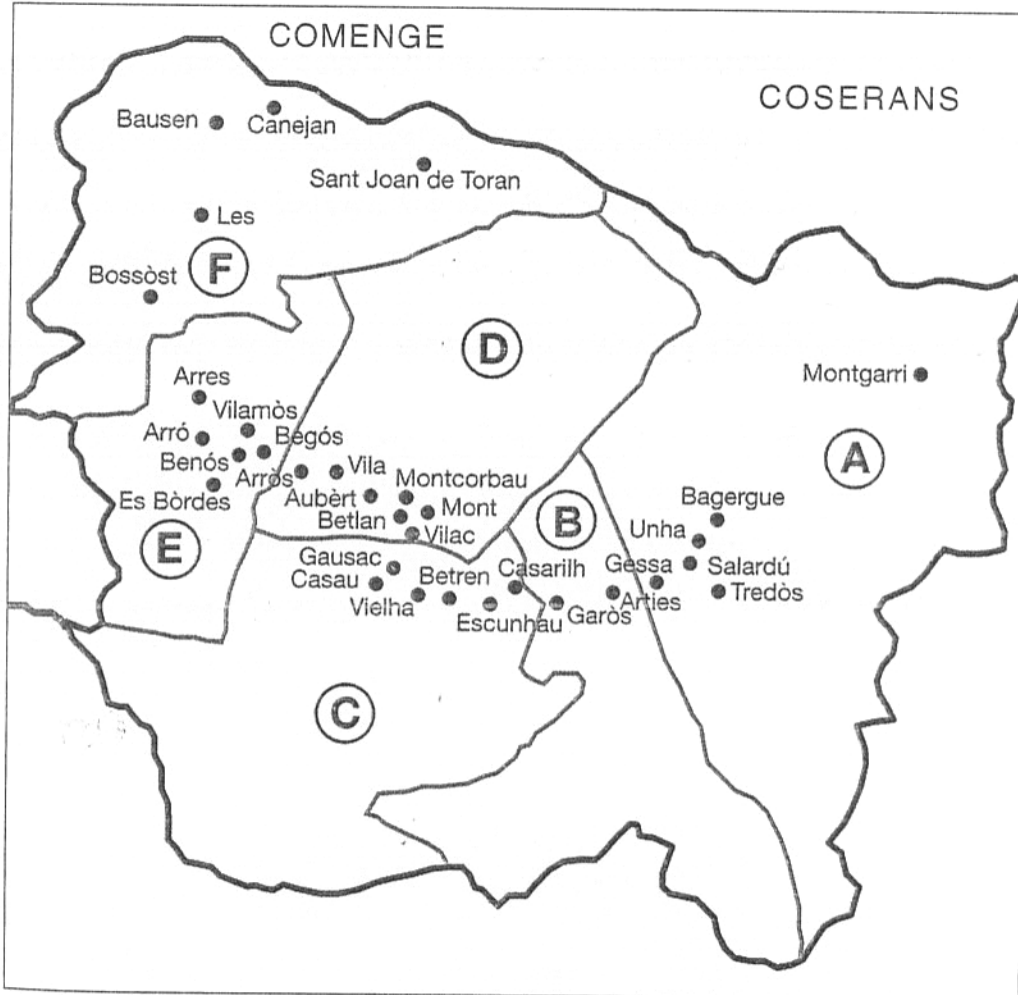 COMENGE
COSERANS
Bausen
Canejan
Sant Joan de Toran
Les
F
Bossòst
D
Montgarri
Arres
Vilamòs
A
Arró
Begós
Benós
Arròs
Vila
Montcorbau
Es Bòrdes
Aubèrt
Mont
Bagergue
Betlan
B
Unha
Vilac
E
Gausac
Casarilh
Gessa
Salardú
Casau
Betren
Tredòs
Vielha
Escunhau
Garòs
Arties
C